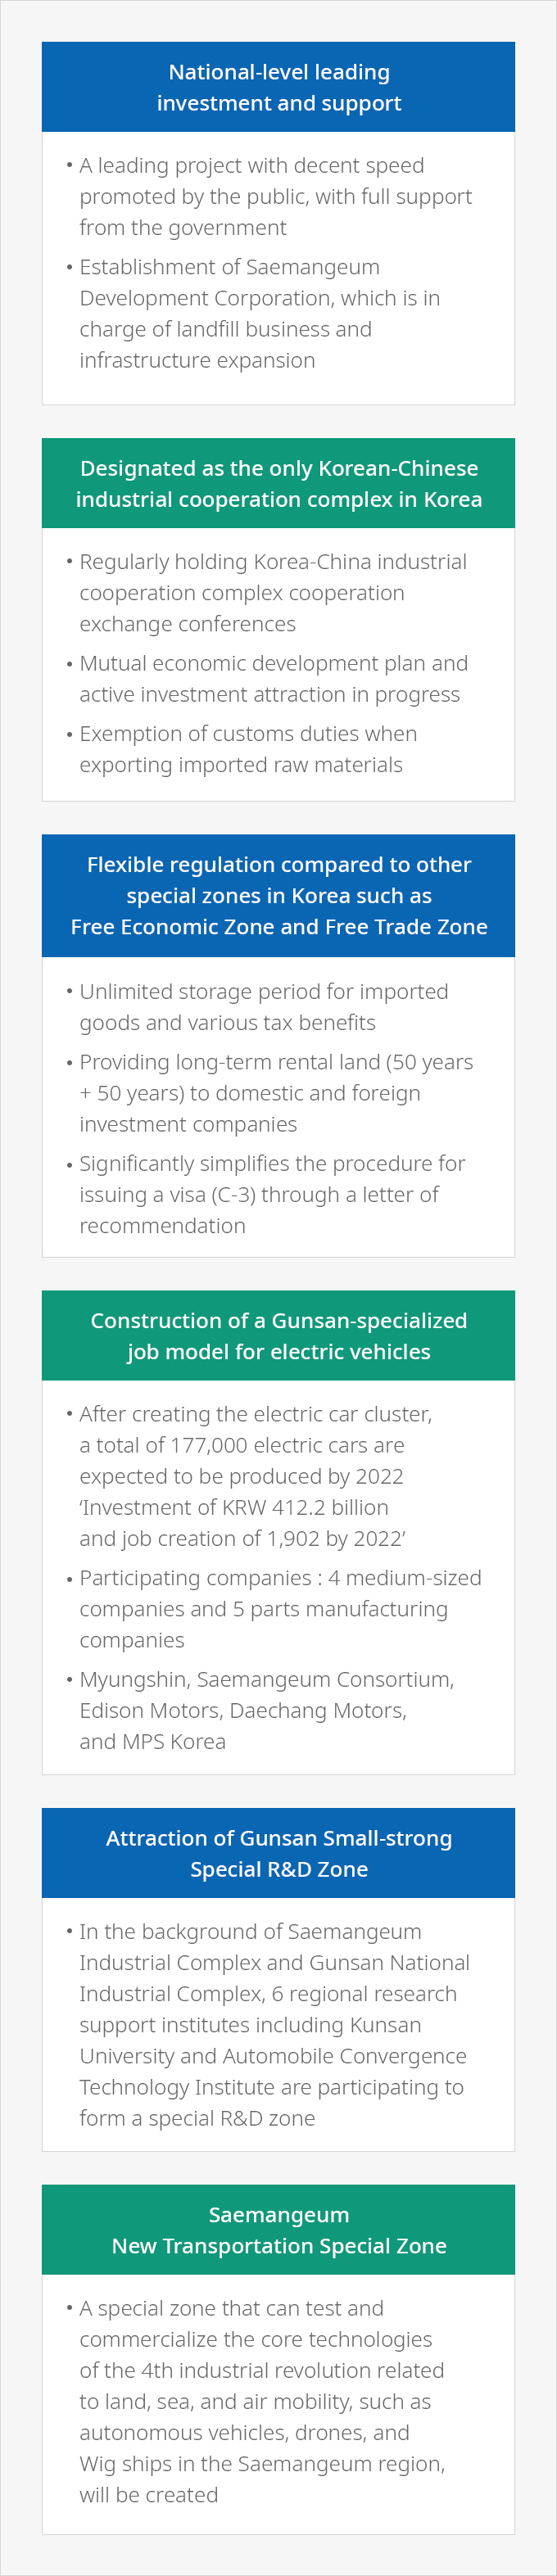 National-level leading
investment and support
• A leading project with decent speed
promoted by the public, with full support
from the government
• Establishment of Saemangeum
Development Corporation, which is in
charge of landfill business and
infrastructure expansion
Designated as the only Korean-Chinese
industrial cooperation complex in Korea
• Regularly holding Korea-China industrial
cooperation complex cooperation
exchange conferences
• Mutual economic development plan and
active investment attraction in progress
• Exemption of customs duties when
exporting imported raw materials
Flexible regulation compared to other
special zones in Korea such as
Free Economic Zone and Free Trade Zone
• Unlimited storage period for imported
goods and various tax benefits
• Providing long-term rental land (50 years
+ 50 years) to domestic and foreign
investment companies
• Significantly simplifies the procedure for
issuing a visa (C-3) through a letter of
recommendation
Construction of a Gunsan-specialized
job model for electric vehicles
• After creating the electric car cluster,
a total of 177,000 electric cars are
expected to be produced by 2022
‘Investment of KRW 412.2 billion
and job creation of 1,902 by 2022’
• Participating companies : 4 medium-sized
companies and 5 parts manufacturing
companies
• Myungshin, Saemangeum Consortium,
Edison Motors, Daechang Motors,
and MPS Korea
Attraction of Gunsan Small-strong
Special R&D Zone
• In the background of Saemangeum
Industrial Complex and Gunsan National
Industrial Complex, 6 regional research
support institutes including Kunsan
University and Automobile Convergence
Technology Institute are participating to
form a special R&D zone
Saemangeum
New Transportation Special Zone
• A special zone that can test and
commercialize the core technologies
of the 4th industrial revolution related
to land, sea, and air mobility, such as
autonomous vehicles, drones, and
Wig ships in the Saemangeum region,
will be created